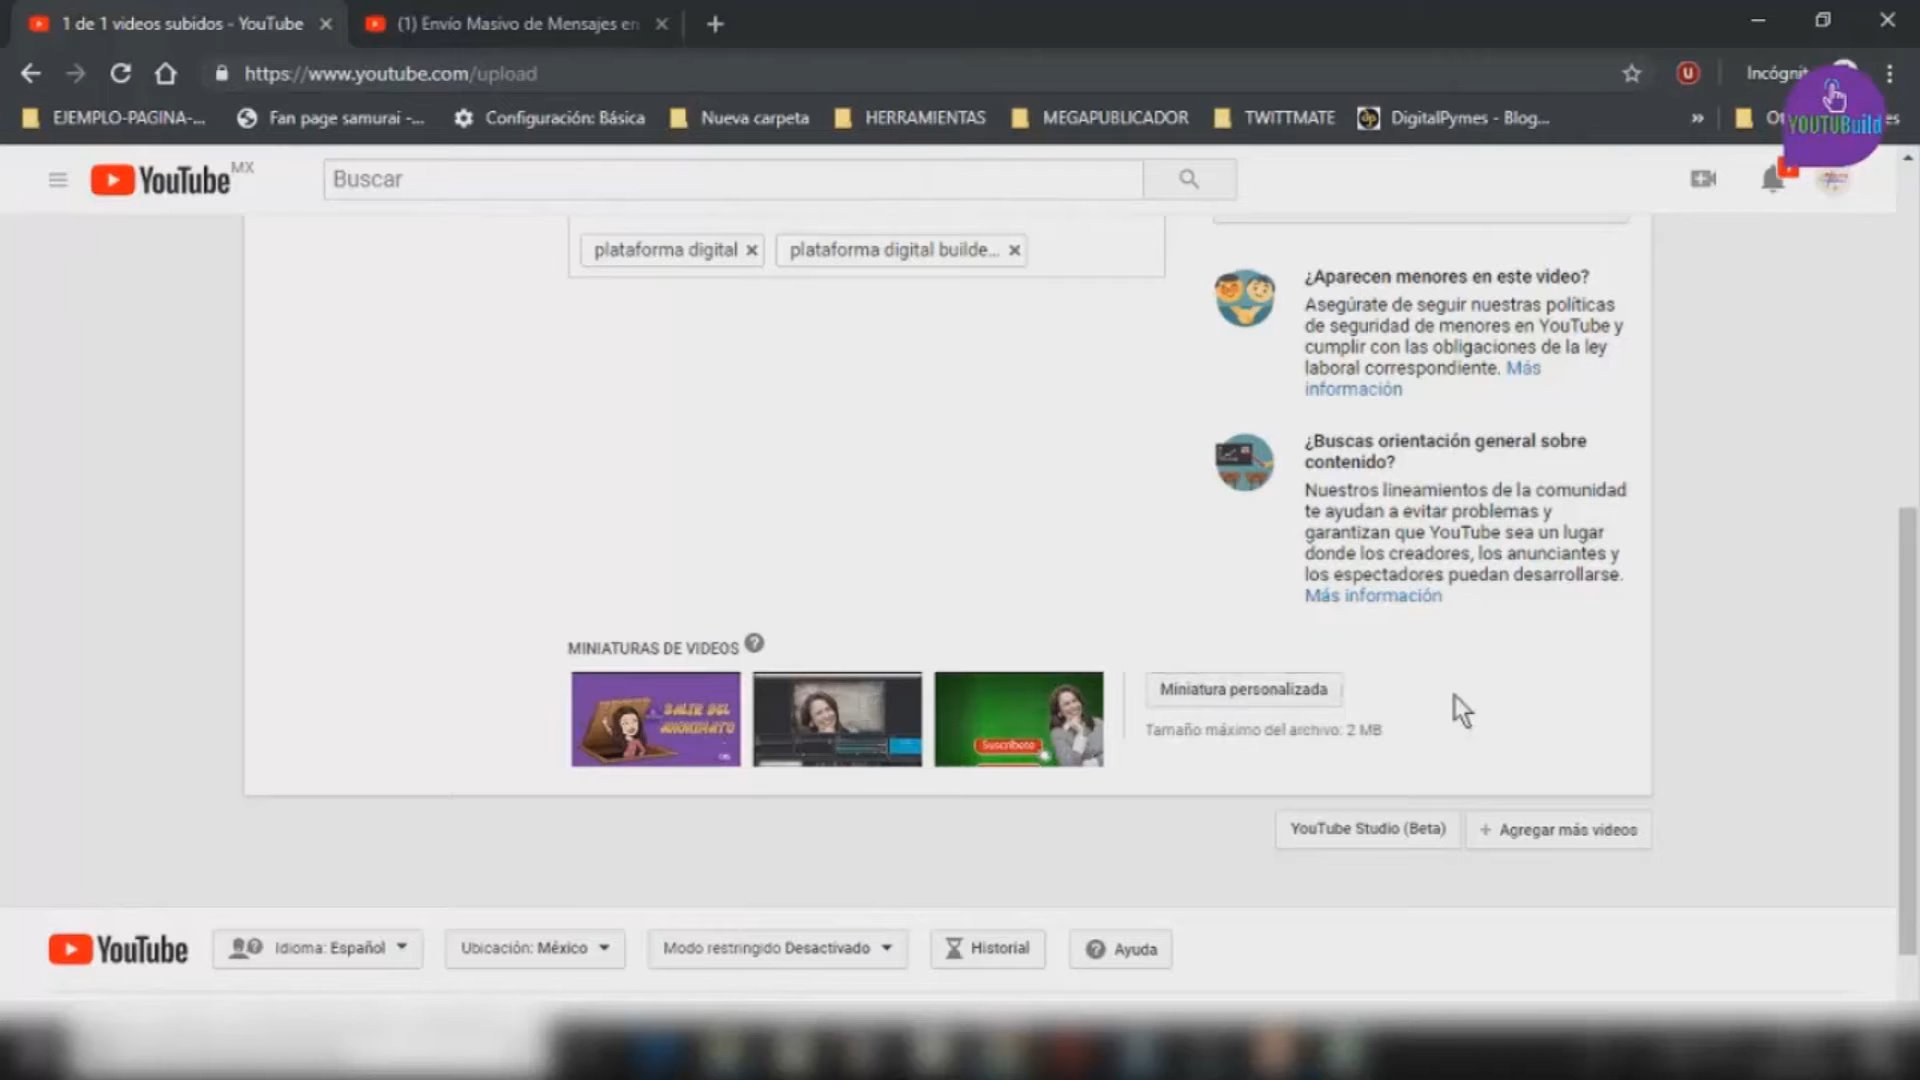 1 de 1 videos subidos - YouTube
(1) Envío Masivo de Mensajes en
https://www.youtube.com/upload
Incógnit
EJEMPLO-PAGINA-...
Fan page samurai -...
Configuración: Básica
Nueva carpeta
HERRAMIENTAS
MEGAPUBLICADOR
TWITTMATE
DigitalPymes - Blog...
»
YOUTUBuild
YouTube MX
Buscar
plataforma digital
plataforma digital builde...
¿Aparecen menores en este video?
Asegúrate de seguir nuestras políticas
de seguridad de menores en YouTube y
cumplir con las obligaciones de la ley
laboral correspondiente. Más
información
¿Buscas orientación general sobre
contenido?
Nuestros lineamientos de la comunidad
te ayudan a evitar problemas y
garantizan que YouTube sea un lugar
donde los creadores, los anunciantes y
los espectadores puedan desarrollarse.
Más información
MINIATURAS DE VIDEOS
SALIR DEL
ANONIMATO
Suscríbete
Miniatura personalizada
Tamaño máximo del archivo: 2 MB
YouTube Studio (Beta)
+ Agregar más videos
YouTube
Idioma: Español
Ubicación: México
Modo restringido Desactivado
Historial
Ayuda